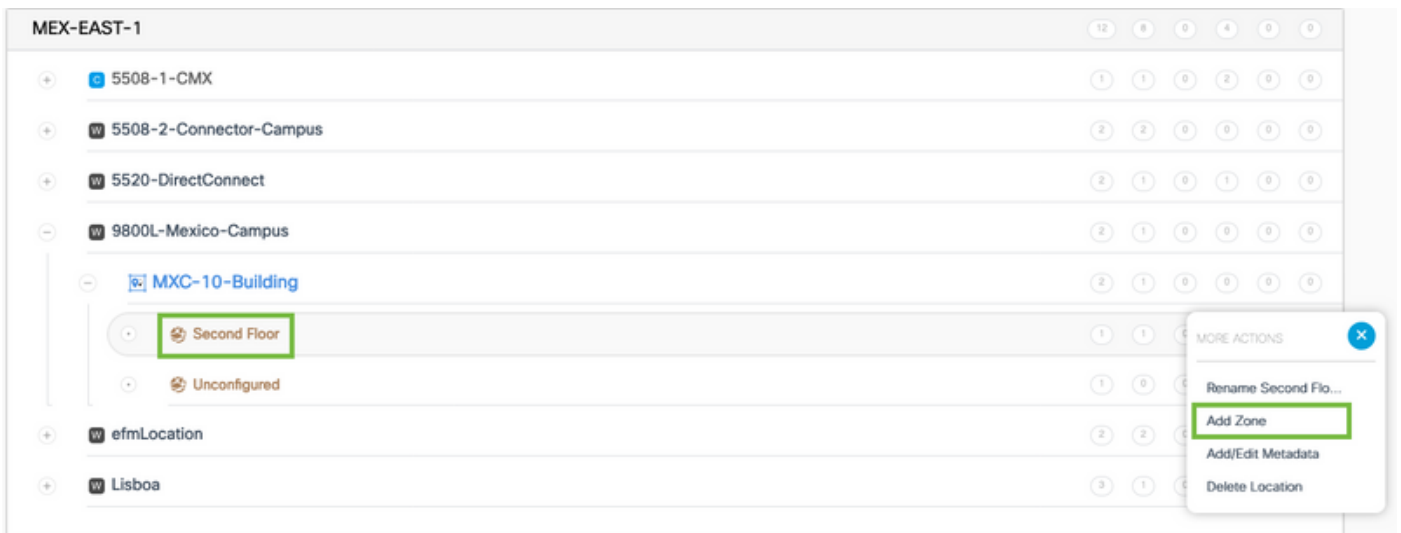 MEX-EAST-1 12 8 0 4 0 0
C 5508-1-CMX 1 1 0 2 0 0
W 5508-2-Connector-Campus 2 2 0 0 0 0
W 5520-DirectConnect 2 1 0 1 0 0
W 9800L-Mexico-Campus 2 1 0 0 0 0
MXC-10-Building 2 1 0 0 0 0
Second Floor 1 1
MORE ACTIONS
Unconfigured 1 0
Rename Second Flo...
Add Zone
efmLocation 2 2
W
Add/Edit Metadata
W Lisboa 3 1
Delete Location